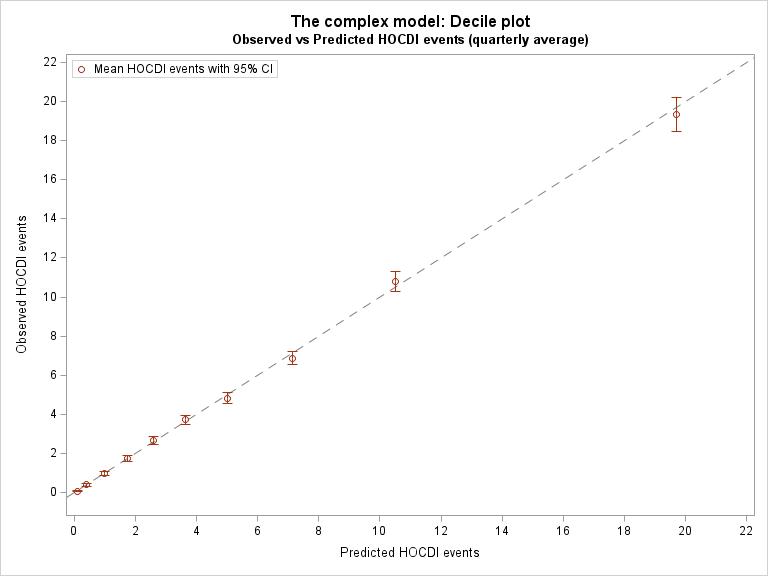 The complex model: Decile plot
Observed vs Predicted HOCDI events (quarterly average)
Mean HOCDI events with 95% CI
22
20
18
16
14
12
10
8
6
4
2
0
Observed HOCDI events
0 2 4 6 8 10 12 14 16 18 20 22
Predicted HOCDI events